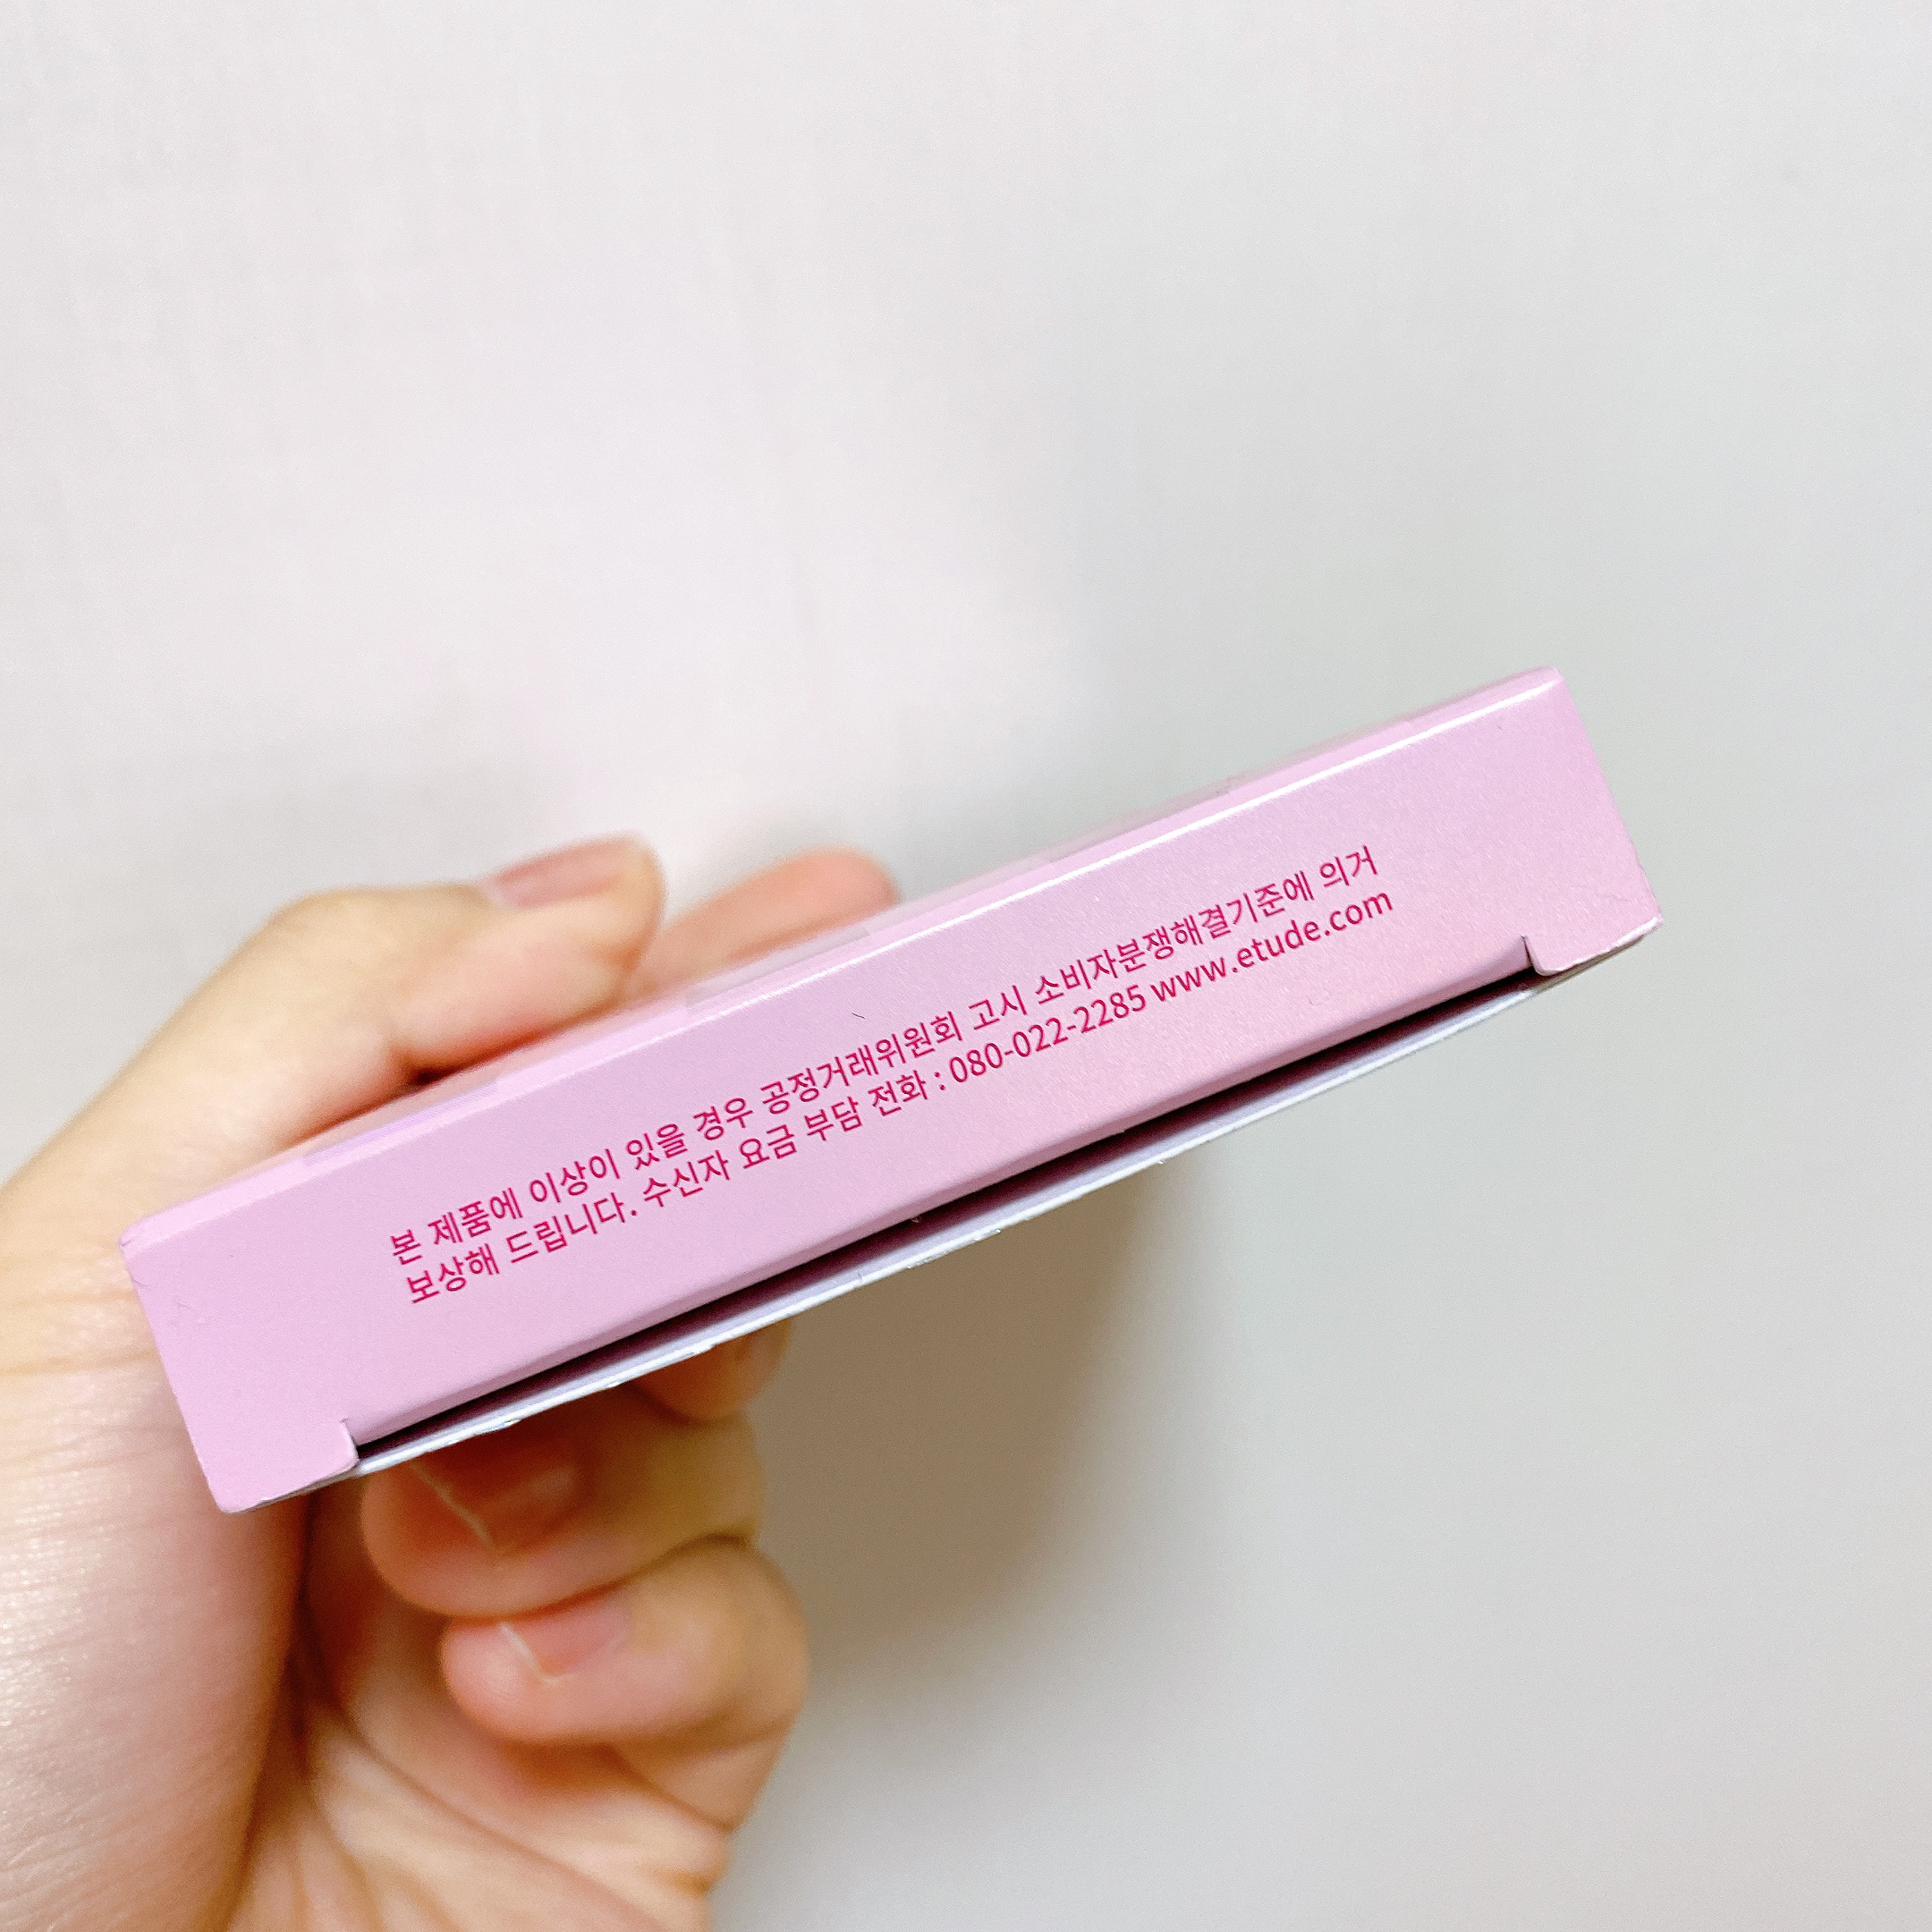 본 제품에 이상이 있을 경우 공정거래위원회 고시 소비자분쟁해결기준에 의거
보상해 드립니다. 수신자 요금 부담 전화 : 080-022-2285 www.etude.com